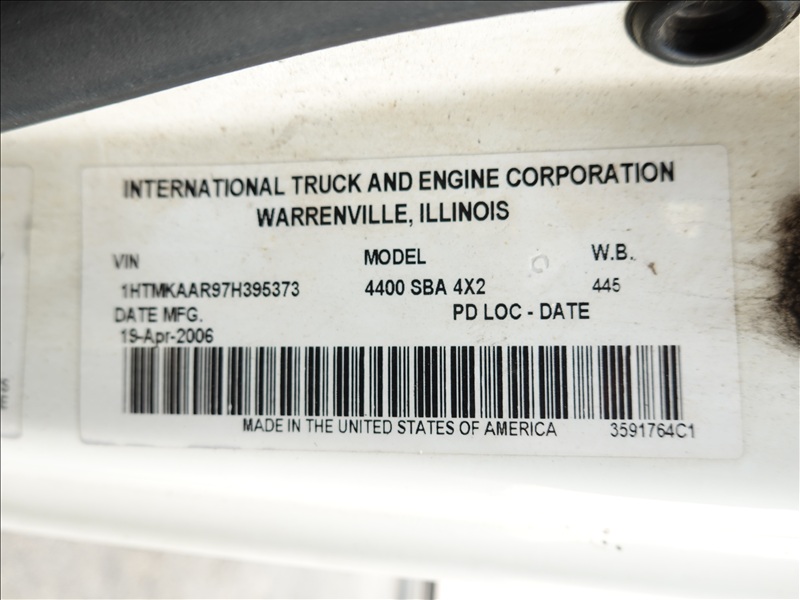 INTERNATIONAL TRUCK AND ENGINE CORPORATION
WARRENVILLE, ILLINOIS
VIN MODEL W.B.
1HTMKAAR97H395373 4400 SBA 4X2 445
DATE MFG. PD LOC - DATE
19-Apr-2006
MADE IN THE UNITED STATES OF AMERICA 3591764C1